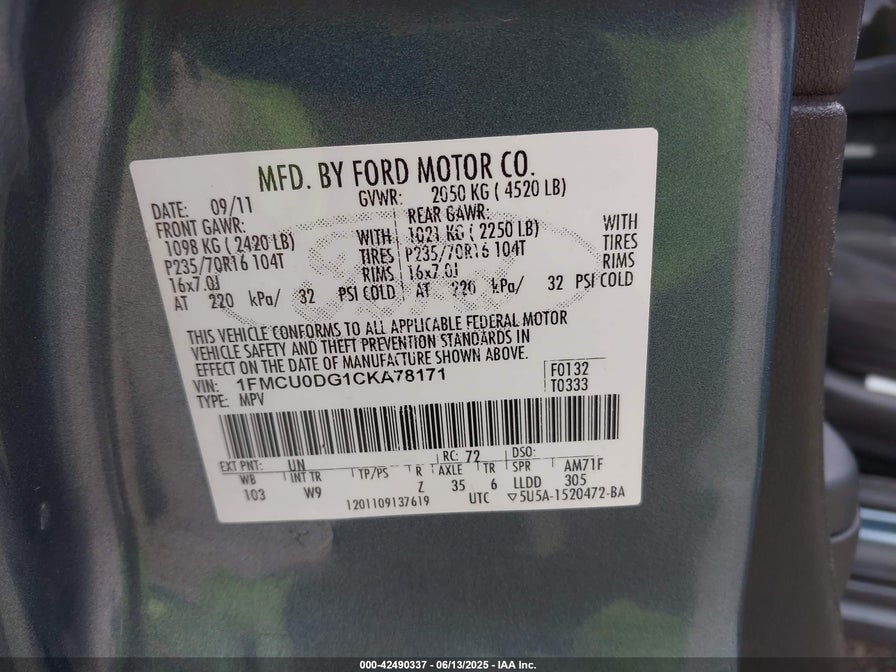 MFD. BY FORD MOTOR CO.
DATE: 09/11 GVWR: 2050 KG ( 4520 LB)
FRONT GAWR: REAR GAWR:
1098 KG ( 2420 LB) WITH 1021 KG ( 2250 LB) WITH
P235/70R16 104T TIRES P235/70R16 104T TIRES
16x7.0J RIMS 16x7.0J RIMS
AT 220 kPa/ 32 PSI COLD AT 220 kPa/ 32 PSI COLD
THIS VEHICLE CONFORMS TO ALL APPLICABLE FEDERAL MOTOR
VEHICLE SAFETY AND THEFT PREVENTION STANDARDS IN
EFFECT ON THE DATE OF MANUFACTURE SHOWN ABOVE.
VIN: 1FMCU0DG1CKA78171 F0132
TYPE: MPV T0333
EXT PNT: UN RC: 72 DSO:
WB INT TR TP/PS R AXLE TR SPR AM71F
103 W9 Z 35 6 LLDD 305
1201109137619 UTC ▽5U5A-1520472-BA
000-42490337 - 06/13/2025 - IAA Inc.